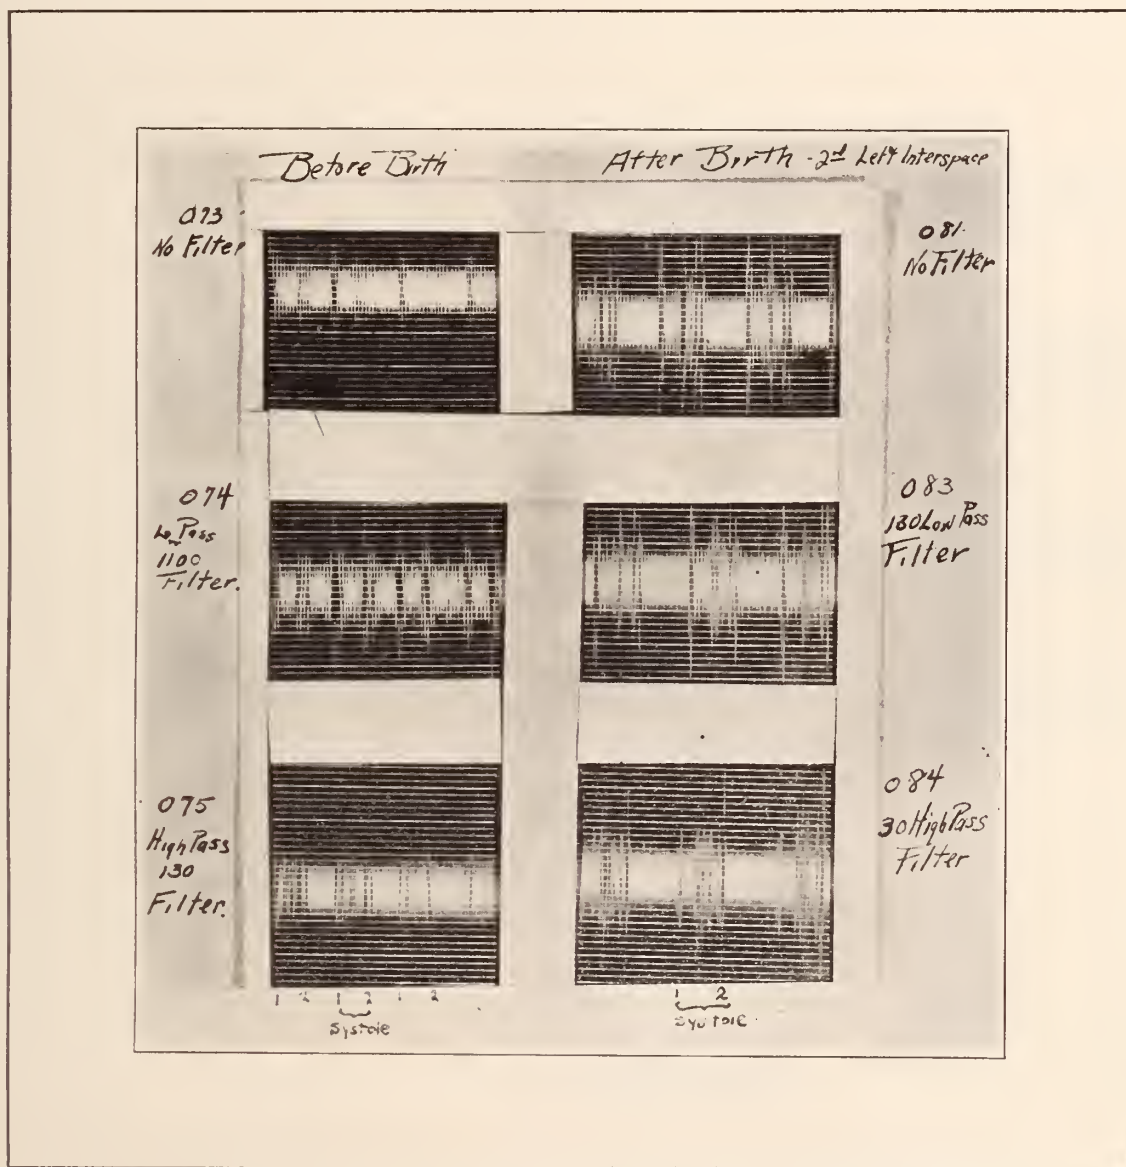 Before Birth
After Birth - 2nd Left Interspace
073
No Filter
081
No Filter
074
Low Pass
1100
Filter.
083
130 Low Pass
Filter
075
High Pass
130
Filter.
084
30 High Pass
Filter
1 2 1 2 1 2
Systole
1 2
Systole